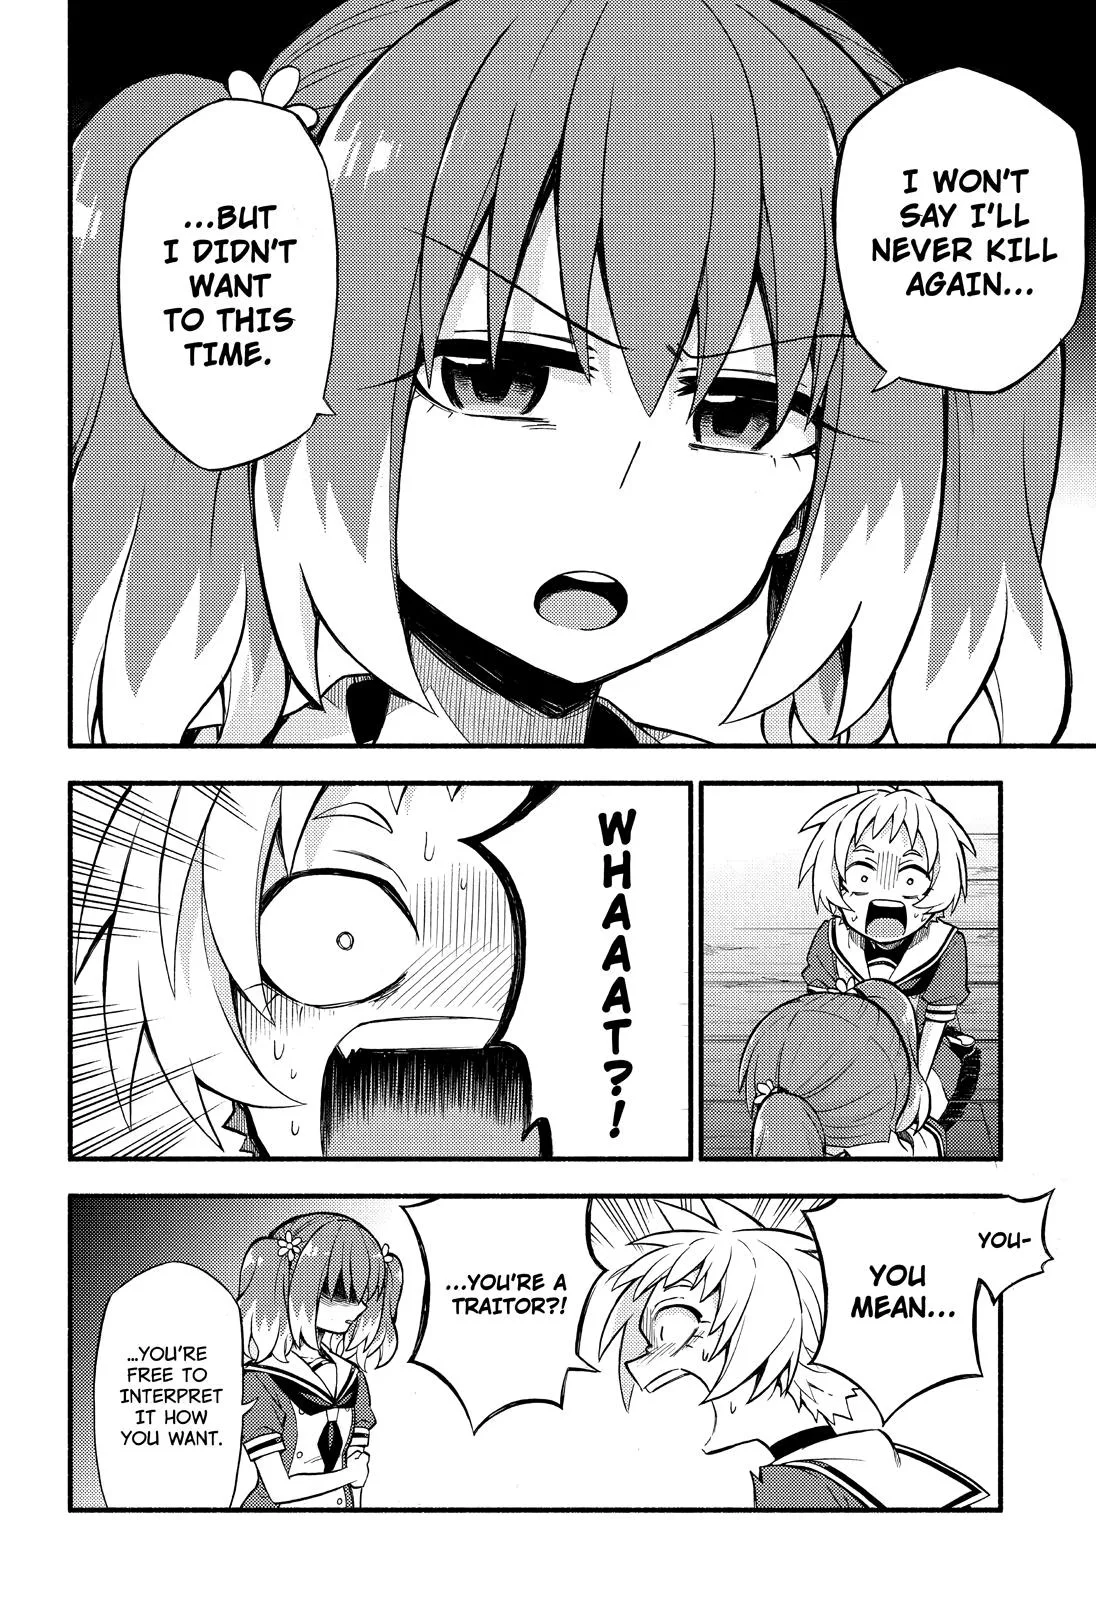 I WON'T
SAY I'LL
NEVER KILL
AGAIN...
...BUT
I DIDN'T
WANT
TO THIS
TIME.
WHAAAAT?!
YOU-
YOU
MEAN...
...YOU'RE A
TRAITOR?!
...YOU'RE
FREE TO
INTERPRET
IT HOW
YOU WANT.